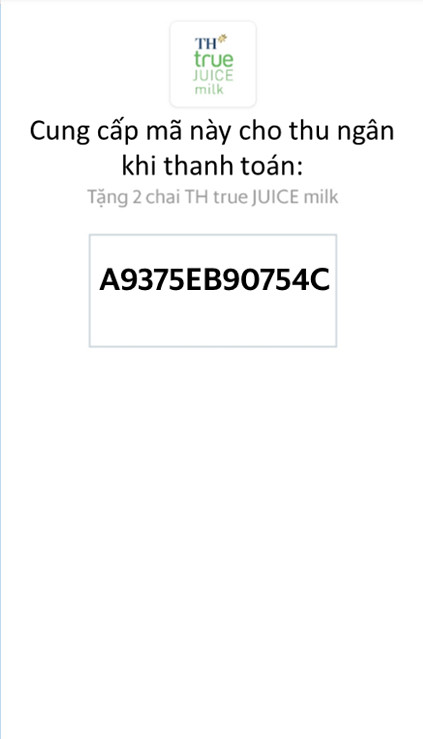 TH
true
JUICE
milk
Cung cấp mã này cho thu ngân
khi thanh toán:
Tặng 2 chai TH true JUICE milk
A9375EB90754C